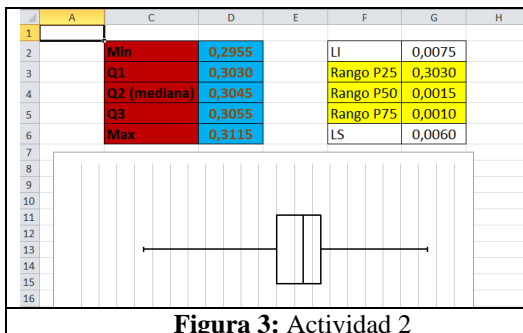 A B C D E F G H
1
2 Min 0,2955 LI 0,0075
3 Q1 0,3030 Rango P25 0,3030
4 Q2 (mediana) 0,3045 Rango P50 0,0015
5 Q3 0,3055 Rango P75 0,0010
6 Max 0,3115 LS 0,0060
7
8
9
10
11
12
13
14
15
16
Figura 3: Actividad 2